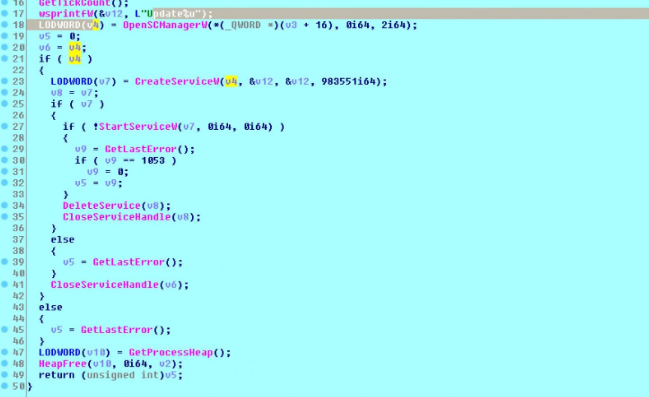 16 GetTickCount();
17 wsprintfW(&v12, L"Update%u");
18 LODWORD(v4) = OpenSCManagerW(*(_QWORD *)(v3 + 16), 0i64, 2i64);
19 v5 = 0;
20 v6 = v4;
21 if ( v4 )
22 {
23 LODWORD(v7) = CreateServiceW(v4, &v12, &v12, 983551i64);
24 v8 = v7;
25 if ( v7 )
26 {
27 if ( !StartServiceW(v7, 0i64, 0i64) )
28 {
29 v9 = GetLastError();
30 if ( v9 == 1053 )
31 v9 = 0;
32 v5 = v9;
33 }
34 DeleteService(v8);
35 CloseServiceHandle(v8);
36 }
37 else
38 {
39 v5 = GetLastError();
40 }
41 CloseServiceHandle(v6);
42 }
43 else
44 {
45 v5 = GetLastError();
46 }
47 LODWORD(v10) = GetProcessHeap();
48 HeapFree(v10, 0i64, v2);
49 return (unsigned int)v5;
50 }